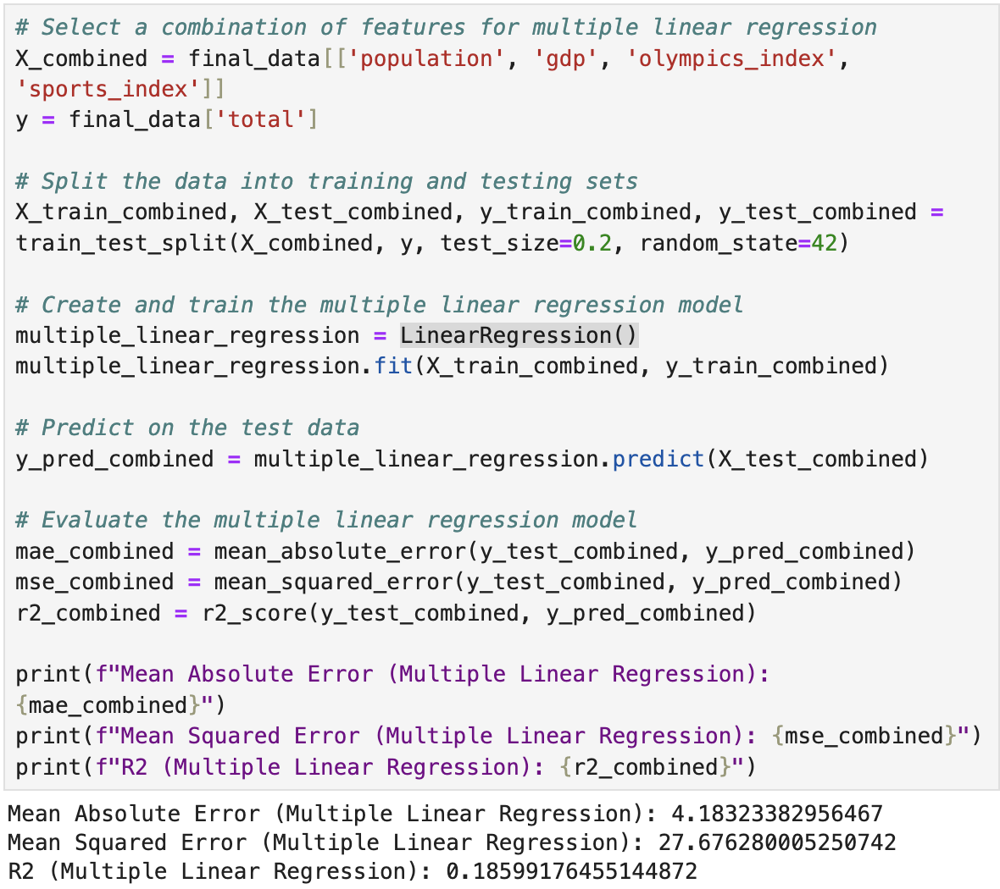 # Select a combination of features for multiple linear regression
X_combined = final_data[['population', 'gdp', 'olympics_index',
'sports_index']]
y = final_data['total']
# Split the data into training and testing sets
X_train_combined, X_test_combined, y_train_combined, y_test_combined =
train_test_split(X_combined, y, test_size=0.2, random_state=42)
# Create and train the multiple linear regression model
multiple_linear_regression = LinearRegression()
multiple_linear_regression.fit(X_train_combined, y_train_combined)
# Predict on the test data
y_pred_combined = multiple_linear_regression.predict(X_test_combined)
# Evaluate the multiple linear regression model
mae_combined = mean_absolute_error(y_test_combined, y_pred_combined)
mse_combined = mean_squared_error(y_test_combined, y_pred_combined)
r2_combined = r2_score(y_test_combined, y_pred_combined)
print(f"Mean Absolute Error (Multiple Linear Regression):
{mae_combined}")
print(f"Mean Squared Error (Multiple Linear Regression): {mse_combined}")
print(f"R2 (Multiple Linear Regression): {r2_combined}")
Mean Absolute Error (Multiple Linear Regression): 4.18323382956467
Mean Squared Error (Multiple Linear Regression): 27.676280005250742
R2 (Multiple Linear Regression): 0.18599176455144872